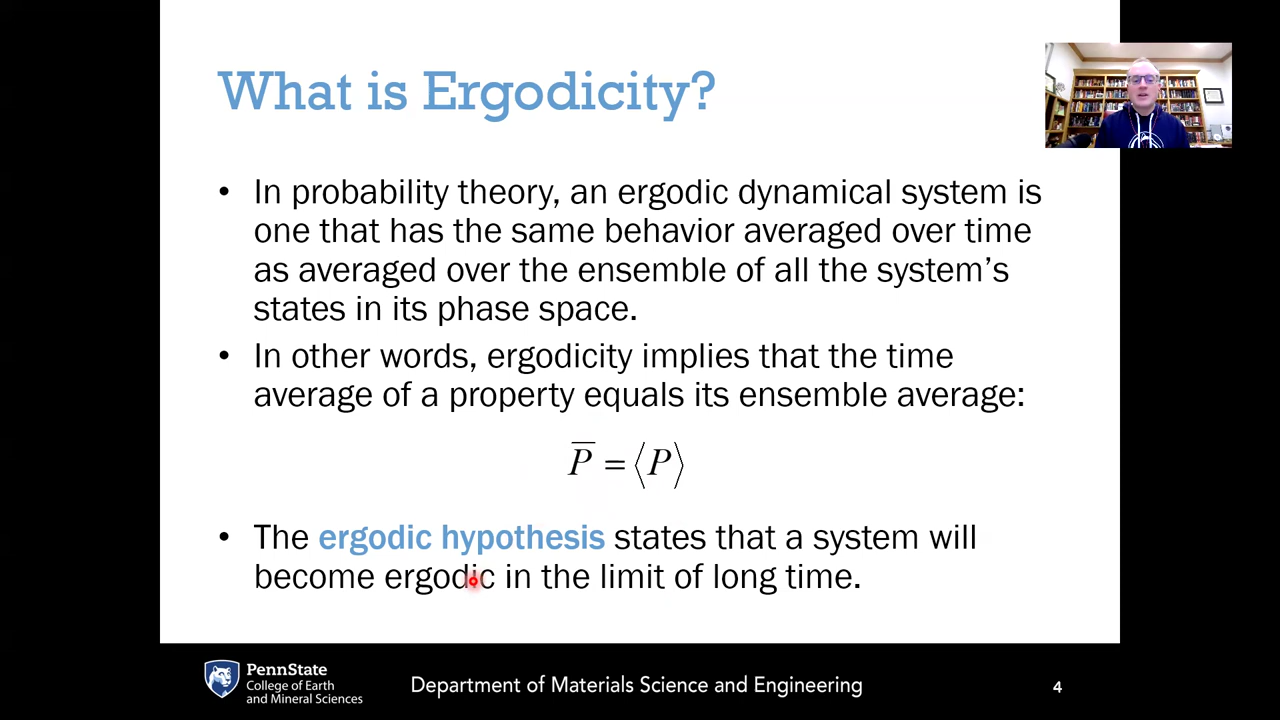 What is Ergodicity?
• In probability theory, an ergodic dynamical system is
one that has the same behavior averaged over time
as averaged over the ensemble of all the system’s
states in its phase space.
• In other words, ergodicity implies that the time
average of a property equals its ensemble average:
P̅ = ⟨P⟩
• The ergodic hypothesis states that a system will
become ergodic in the limit of long time.
PennState
College of Earth
and Mineral Sciences
Department of Materials Science and Engineering
4